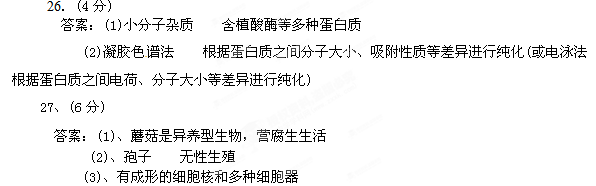 26. (4 分)
答案：(1)小分子杂质 含植酸酶等多种蛋白质
(2)凝胶色谱法 根据蛋白质之间分子大小、吸附性质等差异进行纯化(或电泳法
根据蛋白质之间电荷、分子大小等差异进行纯化)
27、(6 分)
答案：(1)、蘑菇是异养型生物，营腐生生活
(2)、孢子 无性生殖
(3)、有成形的细胞核和多种细胞器